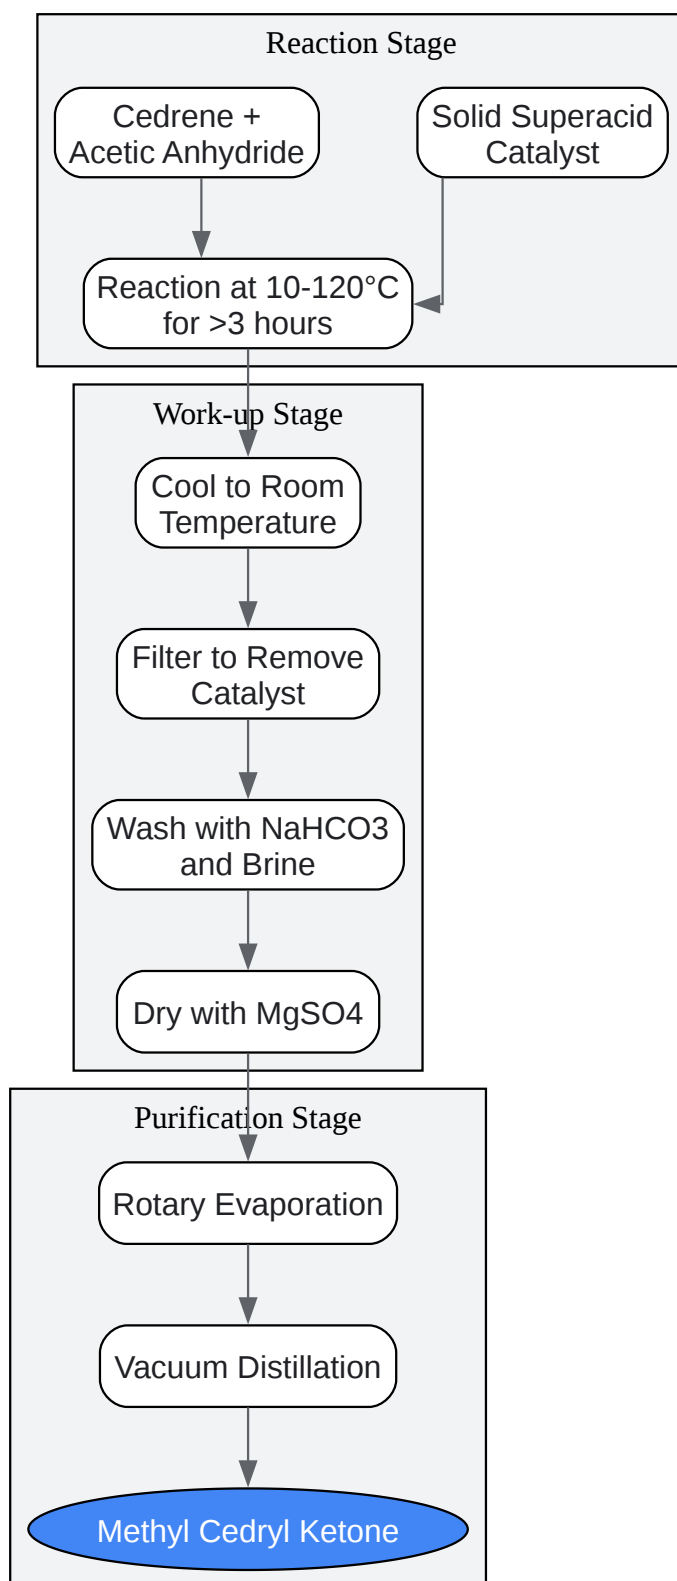 Reaction Stage
Cedrene +
Acetic Anhydride
Solid Superacid
Catalyst
Reaction at 10-120°C
for >3 hours
Work-up Stage
Cool to Room
Temperature
Filter to Remove
Catalyst
Wash with NaHCO3
and Brine
Dry with MgSO4
Purification Stage
Rotary Evaporation
Vacuum Distillation
Methyl Cedryl Ketone